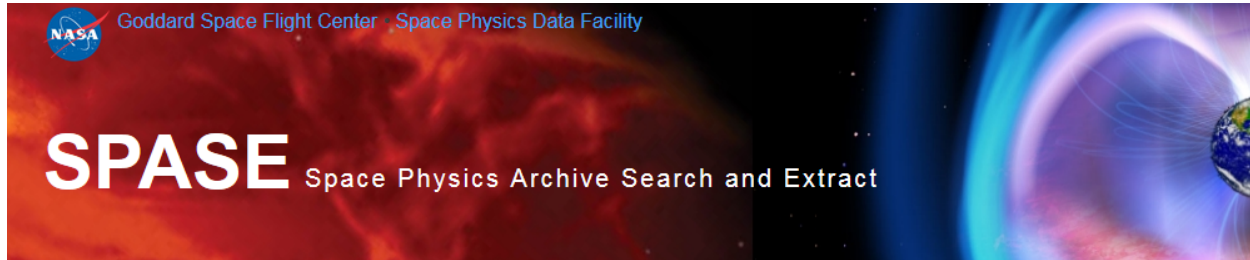 NASA
Goddard Space Flight Center · Space Physics Data Facility
SPASE Space Physics Archive Search and Extract